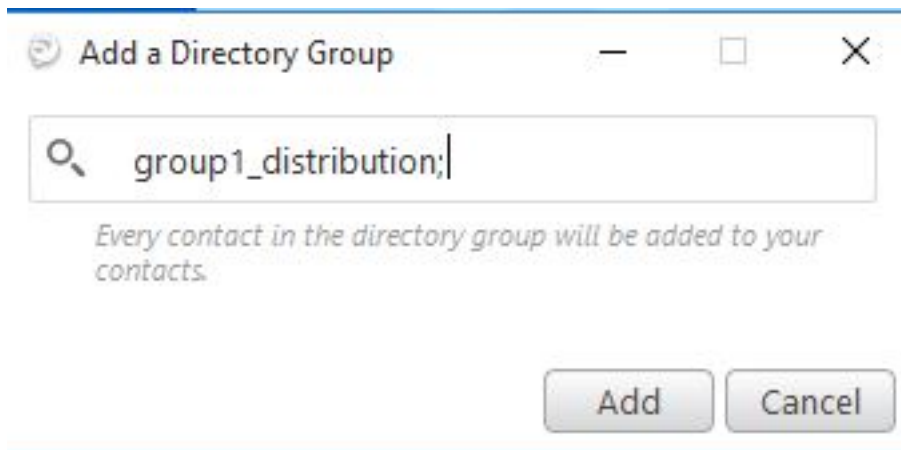 Add a Directory Group
group1_distribution;
Every contact in the directory group will be added to your
contacts.
Add Cancel